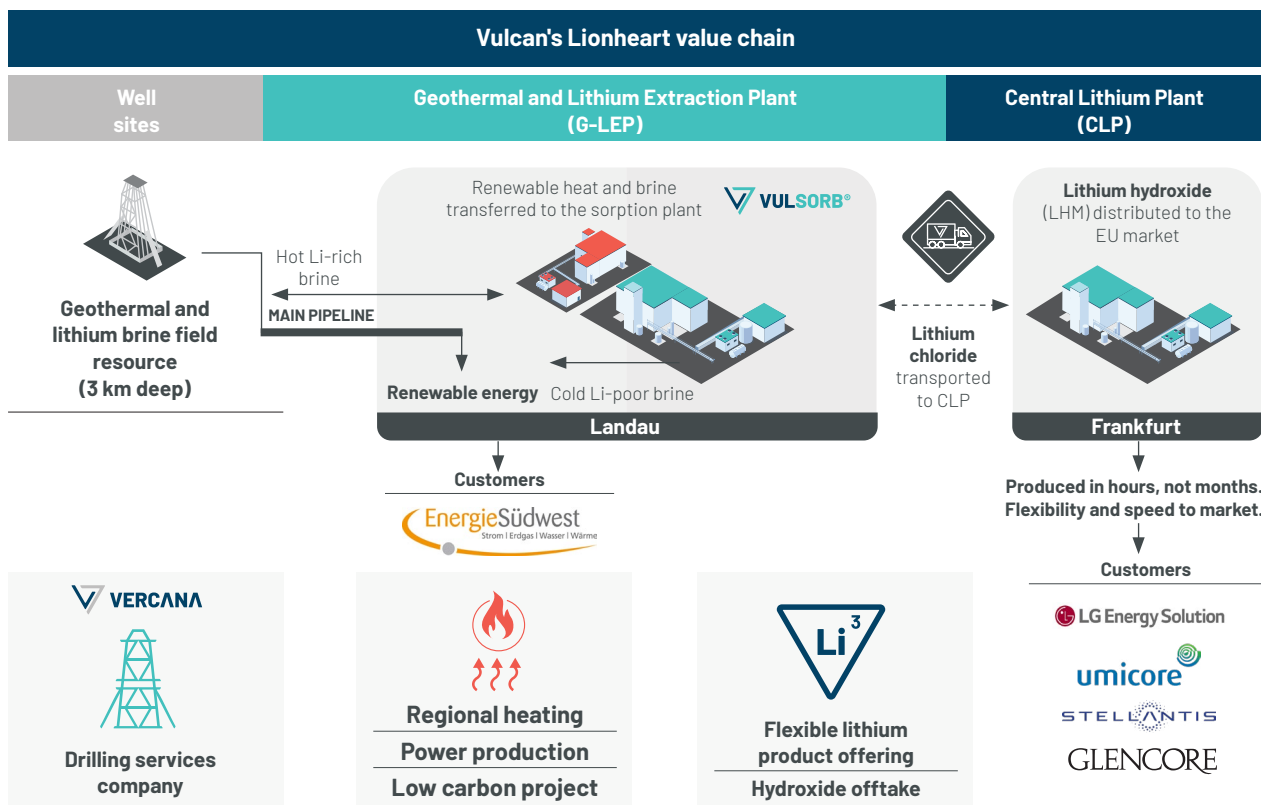 Vulcan's Lionheart value chain
Well
sites
Geothermal and Lithium Extraction Plant
(G-LEP)
Central Lithium Plant
(CLP)
Geothermal and
lithium brine field
resource
(3 km deep)
Hot Li-rich
brine
MAIN PIPELINE
Renewable heat and brine
transferred to the sorption plant
VULSORB®
Renewable energy
Cold Li-poor brine
Landau
Lithium
chloride
transported
to CLP
Lithium hydroxide
(LHM) distributed to the
EU market
Frankfurt
Customers
EnergieSüdwest
Strom | Erdgas | Wasser | Wärme
Produced in hours, not months.
Flexibility and speed to market.
Customers
LG Energy Solution
umicore
STELLANTIS
GLENCORE
VERCANA
Drilling services
company
Regional heating
Power production
Low carbon project
Li 3
Flexible lithium
product offering
Hydroxide offtake